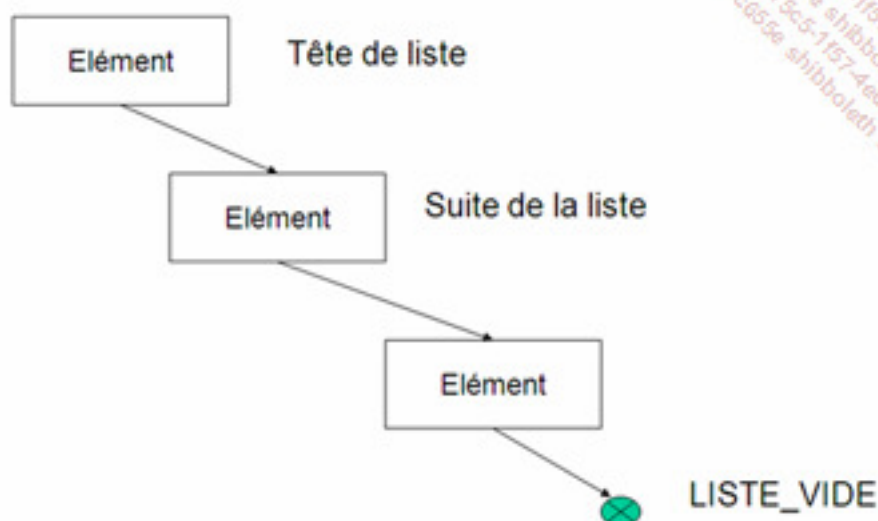 Elément
Tête de liste
Elément
Suite de la liste
Elément
LISTE_VIDE